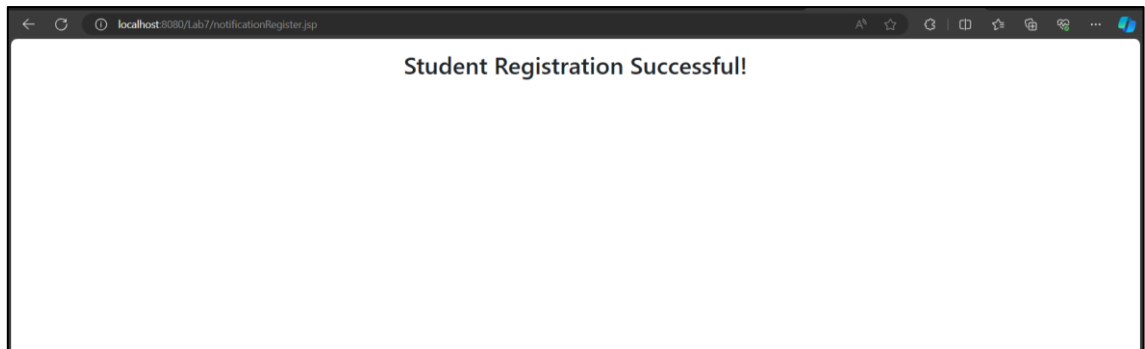 localhost:8080/Lab7/notificationRegister.jsp
Student Registration Successful!